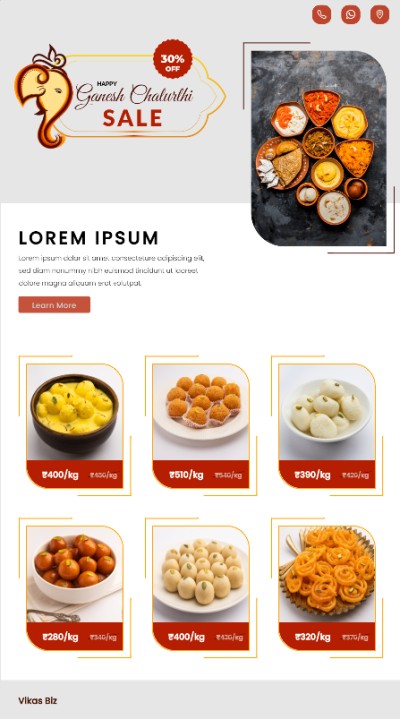 30%
OFF
HAPPY
Ganesh Chaturthi
SALE
LOREM IPSUM
Lorem ipsum dolor sit amet, consectetuer adipiscing elit,
sed diam nonummy nibh euismod tincidunt ut laoreet
dolore magna aliquam erat volutpat.
Learn More
₹400/kg ₹450/kg
₹510/kg ₹540/kg
₹390/kg ₹420/kg
₹280/kg ₹340/kg
₹400/kg ₹430/kg
₹320/kg ₹370/kg
Vikas Biz